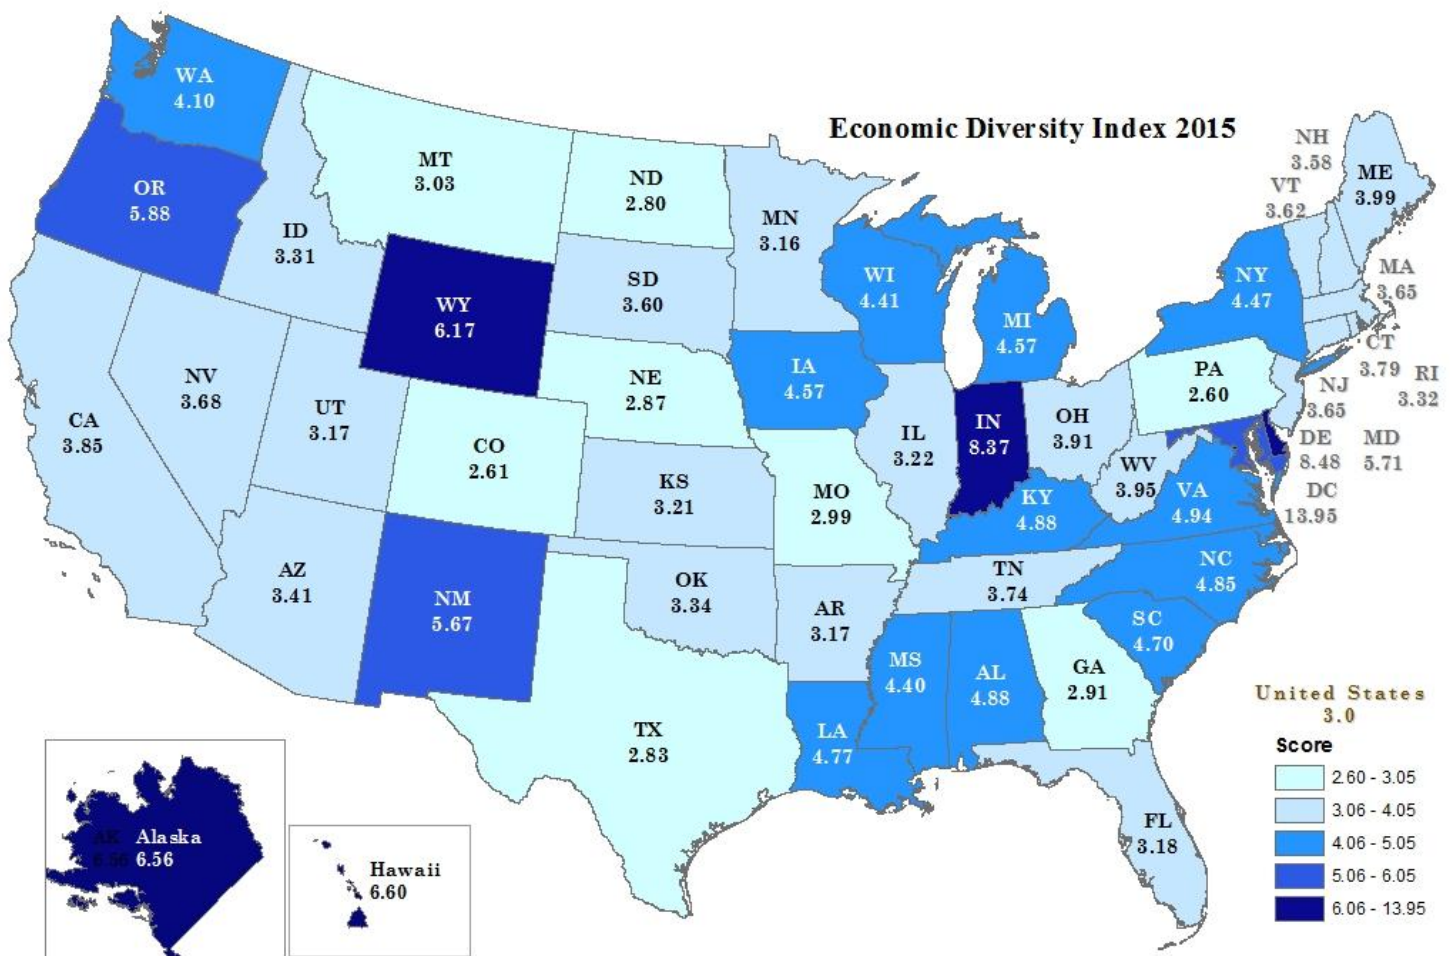 Economic Diversity Index 2015
WA
4.10
OR
5.88
CA
3.85
NV
3.68
ID
3.31
MT
3.03
WY
6.17
UT
3.17
CO
2.61
AZ
3.41
NM
5.67
ND
2.80
SD
3.60
NE
2.87
KS
3.21
OK
3.34
TX
2.83
MN
3.16
IA
4.57
MO
2.99
AR
3.17
LA
4.77
WI
4.41
IL
3.22
MI
4.57
IN
8.37
OH
3.91
KY
4.88
TN
3.74
MS
4.40
AL
4.88
GA
2.91
FL
3.18
SC
4.70
NC
4.85
VA
4.94
WV
3.95
PA
2.60
NY
4.47
NH
3.58
VT
3.62
ME
3.99
MA
3.65
CT
3.79
RI
3.32
NJ
3.65
DE
8.48
MD
5.71
DC
13.95
AK
6.56
Alaska
6.56
Hawaii
6.60
United States
3.0
Score
2.60 - 3.05
3.06 - 4.05
4.06 - 5.05
5.06 - 6.05
6.06 - 13.95